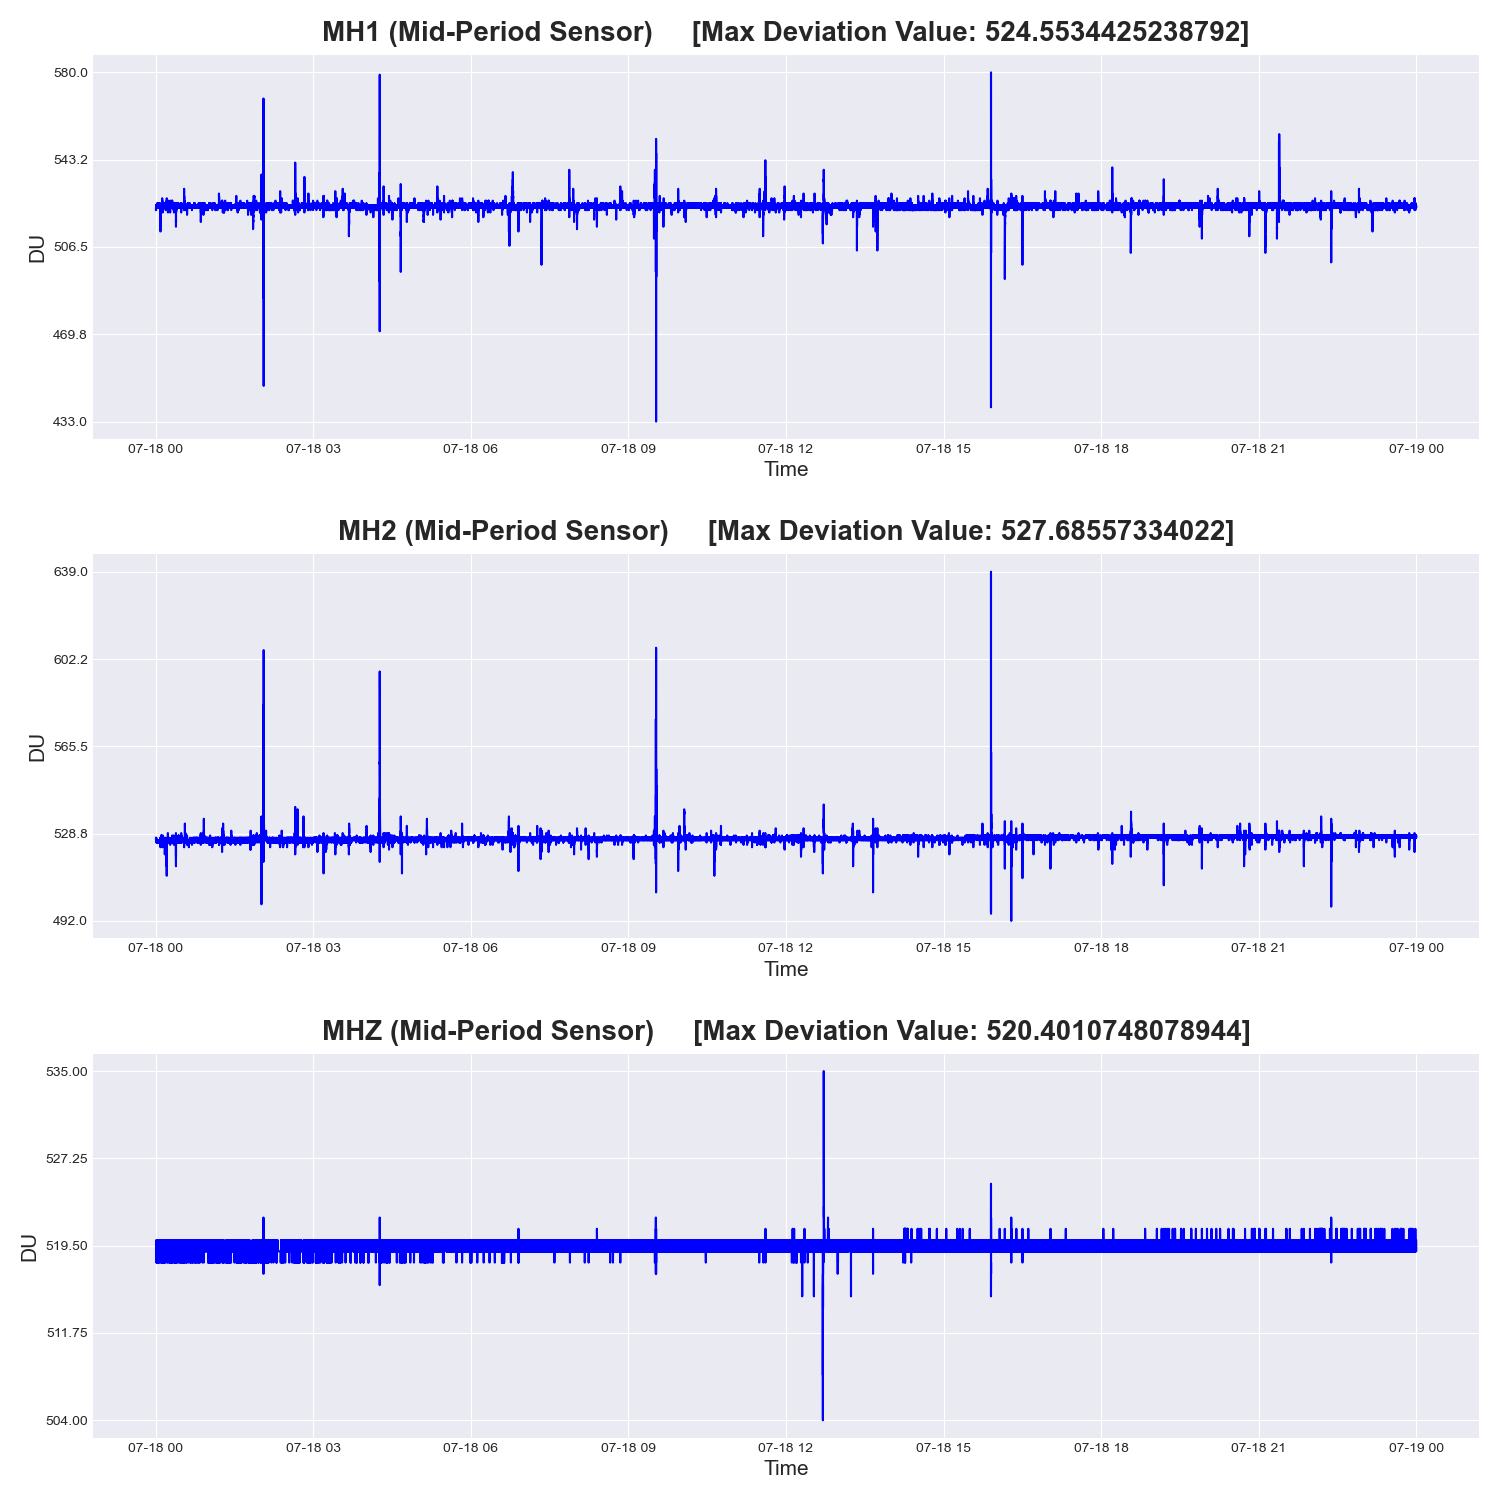 MH1 (Mid-Period Sensor) [Max Deviation Value: 524.5534425238792]
580.0
543.2
506.5
469.8
433.0
DU
07-18 00 07-18 03 07-18 06 07-18 09 07-18 12 07-18 15 07-18 18 07-18 21 07-19 00
Time
MH2 (Mid-Period Sensor) [Max Deviation Value: 527.68557334022]
639.0
602.2
565.5
528.8
492.0
DU
07-18 00 07-18 03 07-18 06 07-18 09 07-18 12 07-18 15 07-18 18 07-18 21 07-19 00
Time
MHZ (Mid-Period Sensor) [Max Deviation Value: 520.4010748078944]
535.00
527.25
519.50
511.75
504.00
DU
07-18 00 07-18 03 07-18 06 07-18 09 07-18 12 07-18 15 07-18 18 07-18 21 07-19 00
Time